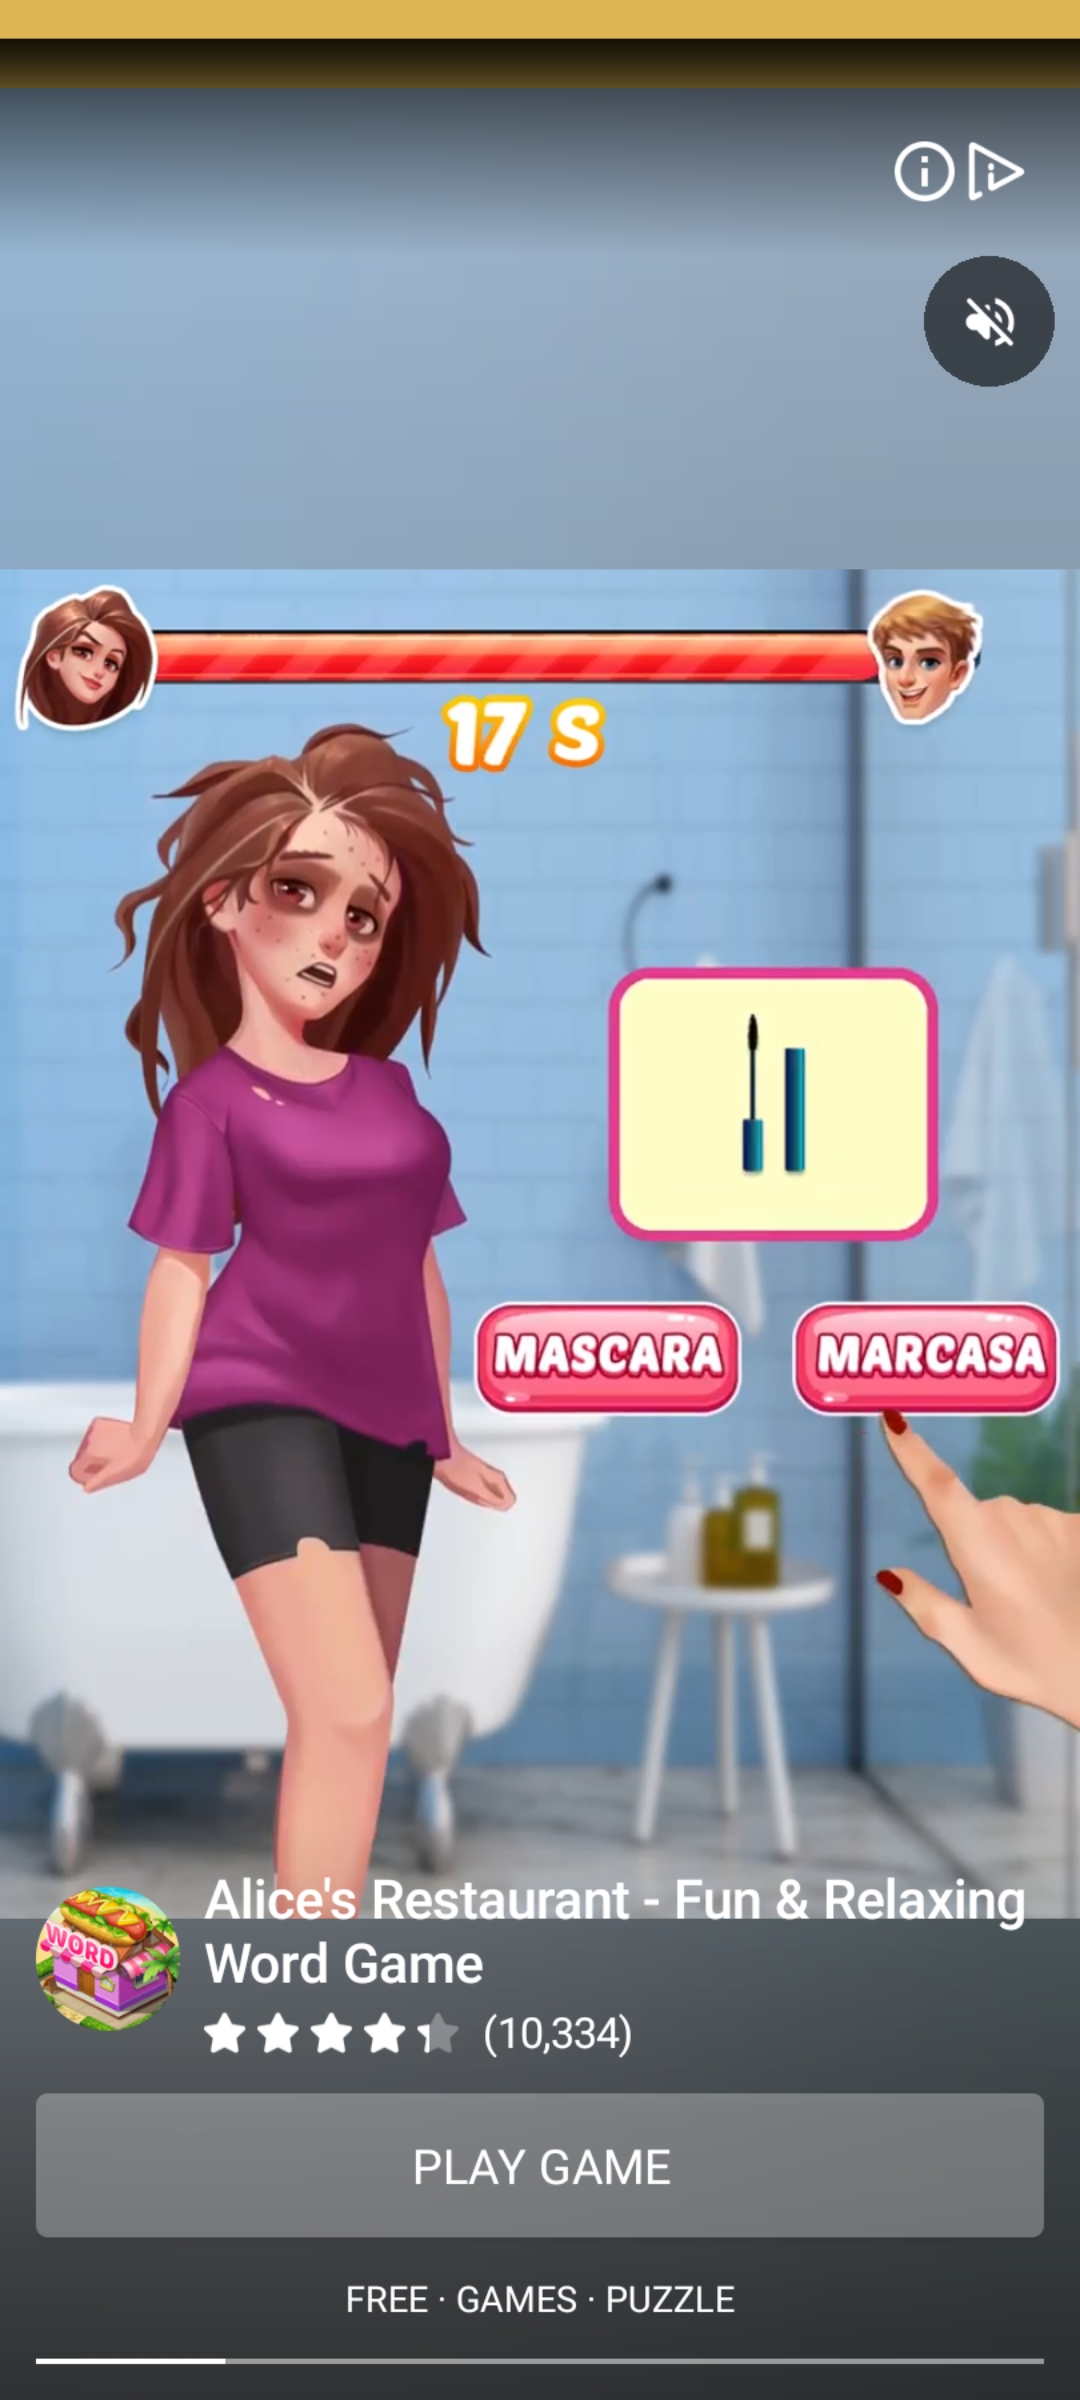 17 S
MASCARA
MARCASA
Alice's Restaurant - Fun & Relaxing
Word Game
WORD
(10,334)
PLAY GAME
FREE · GAMES · PUZZLE